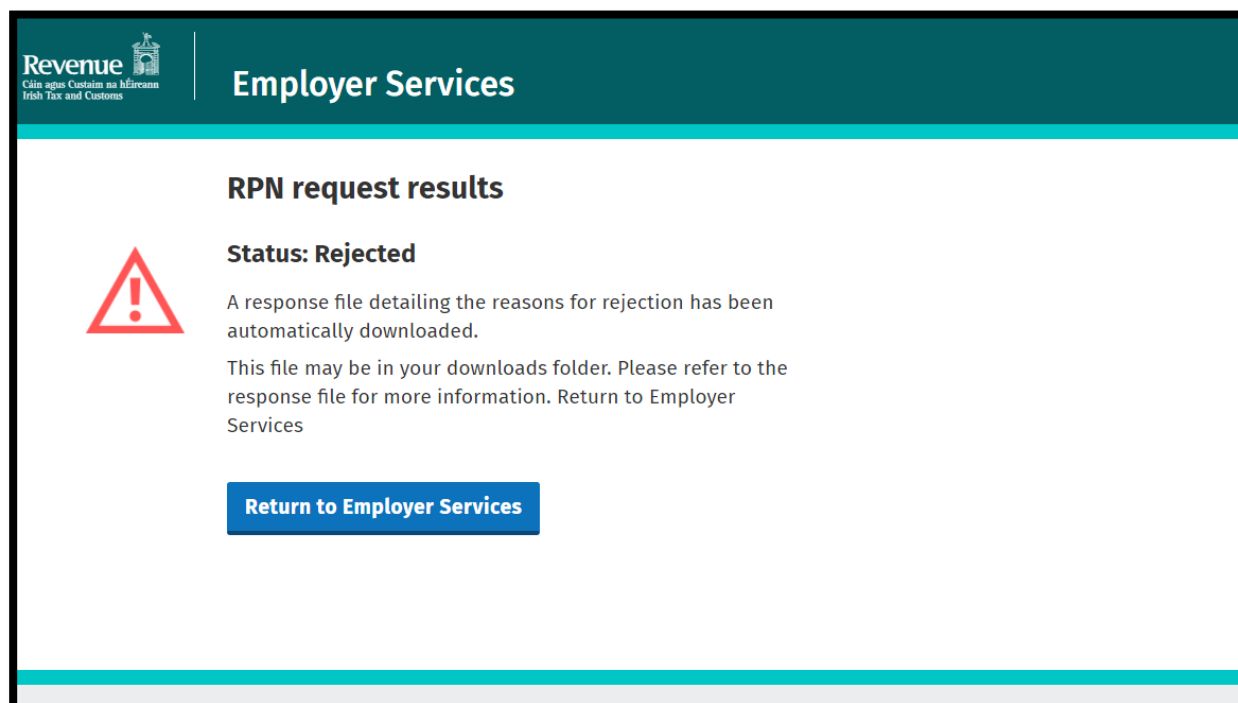 Revenue
Cáin agus Custaim na hÉireann
Irish Tax and Customs
Employer Services
RPN request results
Status: Rejected
A response file detailing the reasons for rejection has been
automatically downloaded.
This file may be in your downloads folder. Please refer to the
response file for more information. Return to Employer
Services
Return to Employer Services